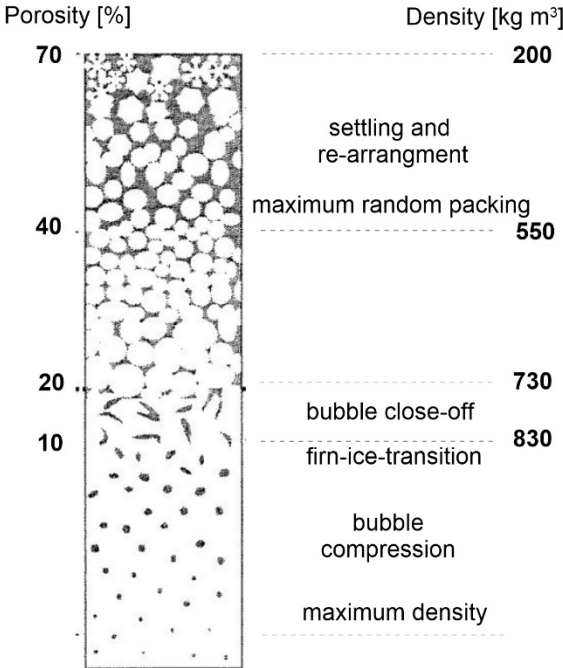 Porosity [%]
Density [kg m³]
70
200
settling and
re-arrangment
maximum random packing
40
550
20
730
bubble close-off
10
830
firn-ice-transition
bubble
compression
maximum density